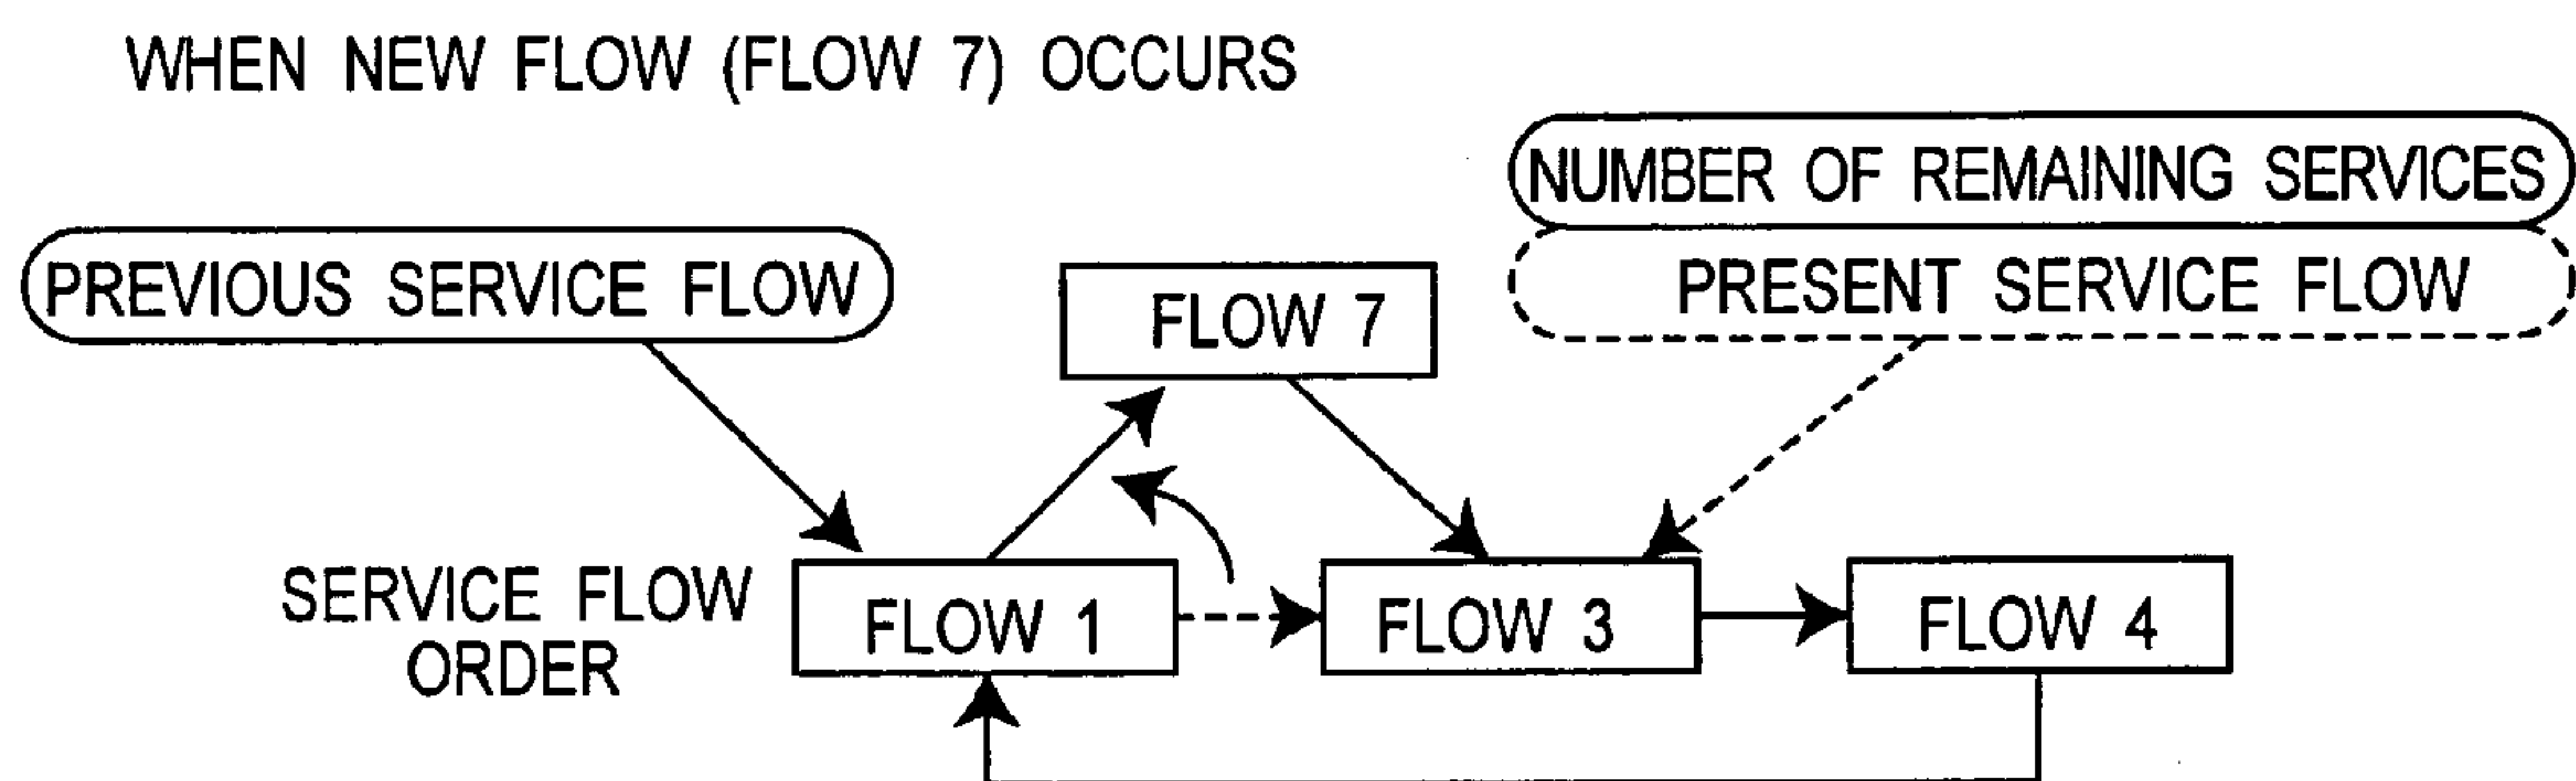 WHEN NEW FLOW (FLOW 7) OCCURS
NUMBER OF REMAINING SERVICES
PREVIOUS SERVICE FLOW
PRESENT SERVICE FLOW
FLOW 7
SERVICE FLOW
ORDER
FLOW 1
FLOW 3
FLOW 4